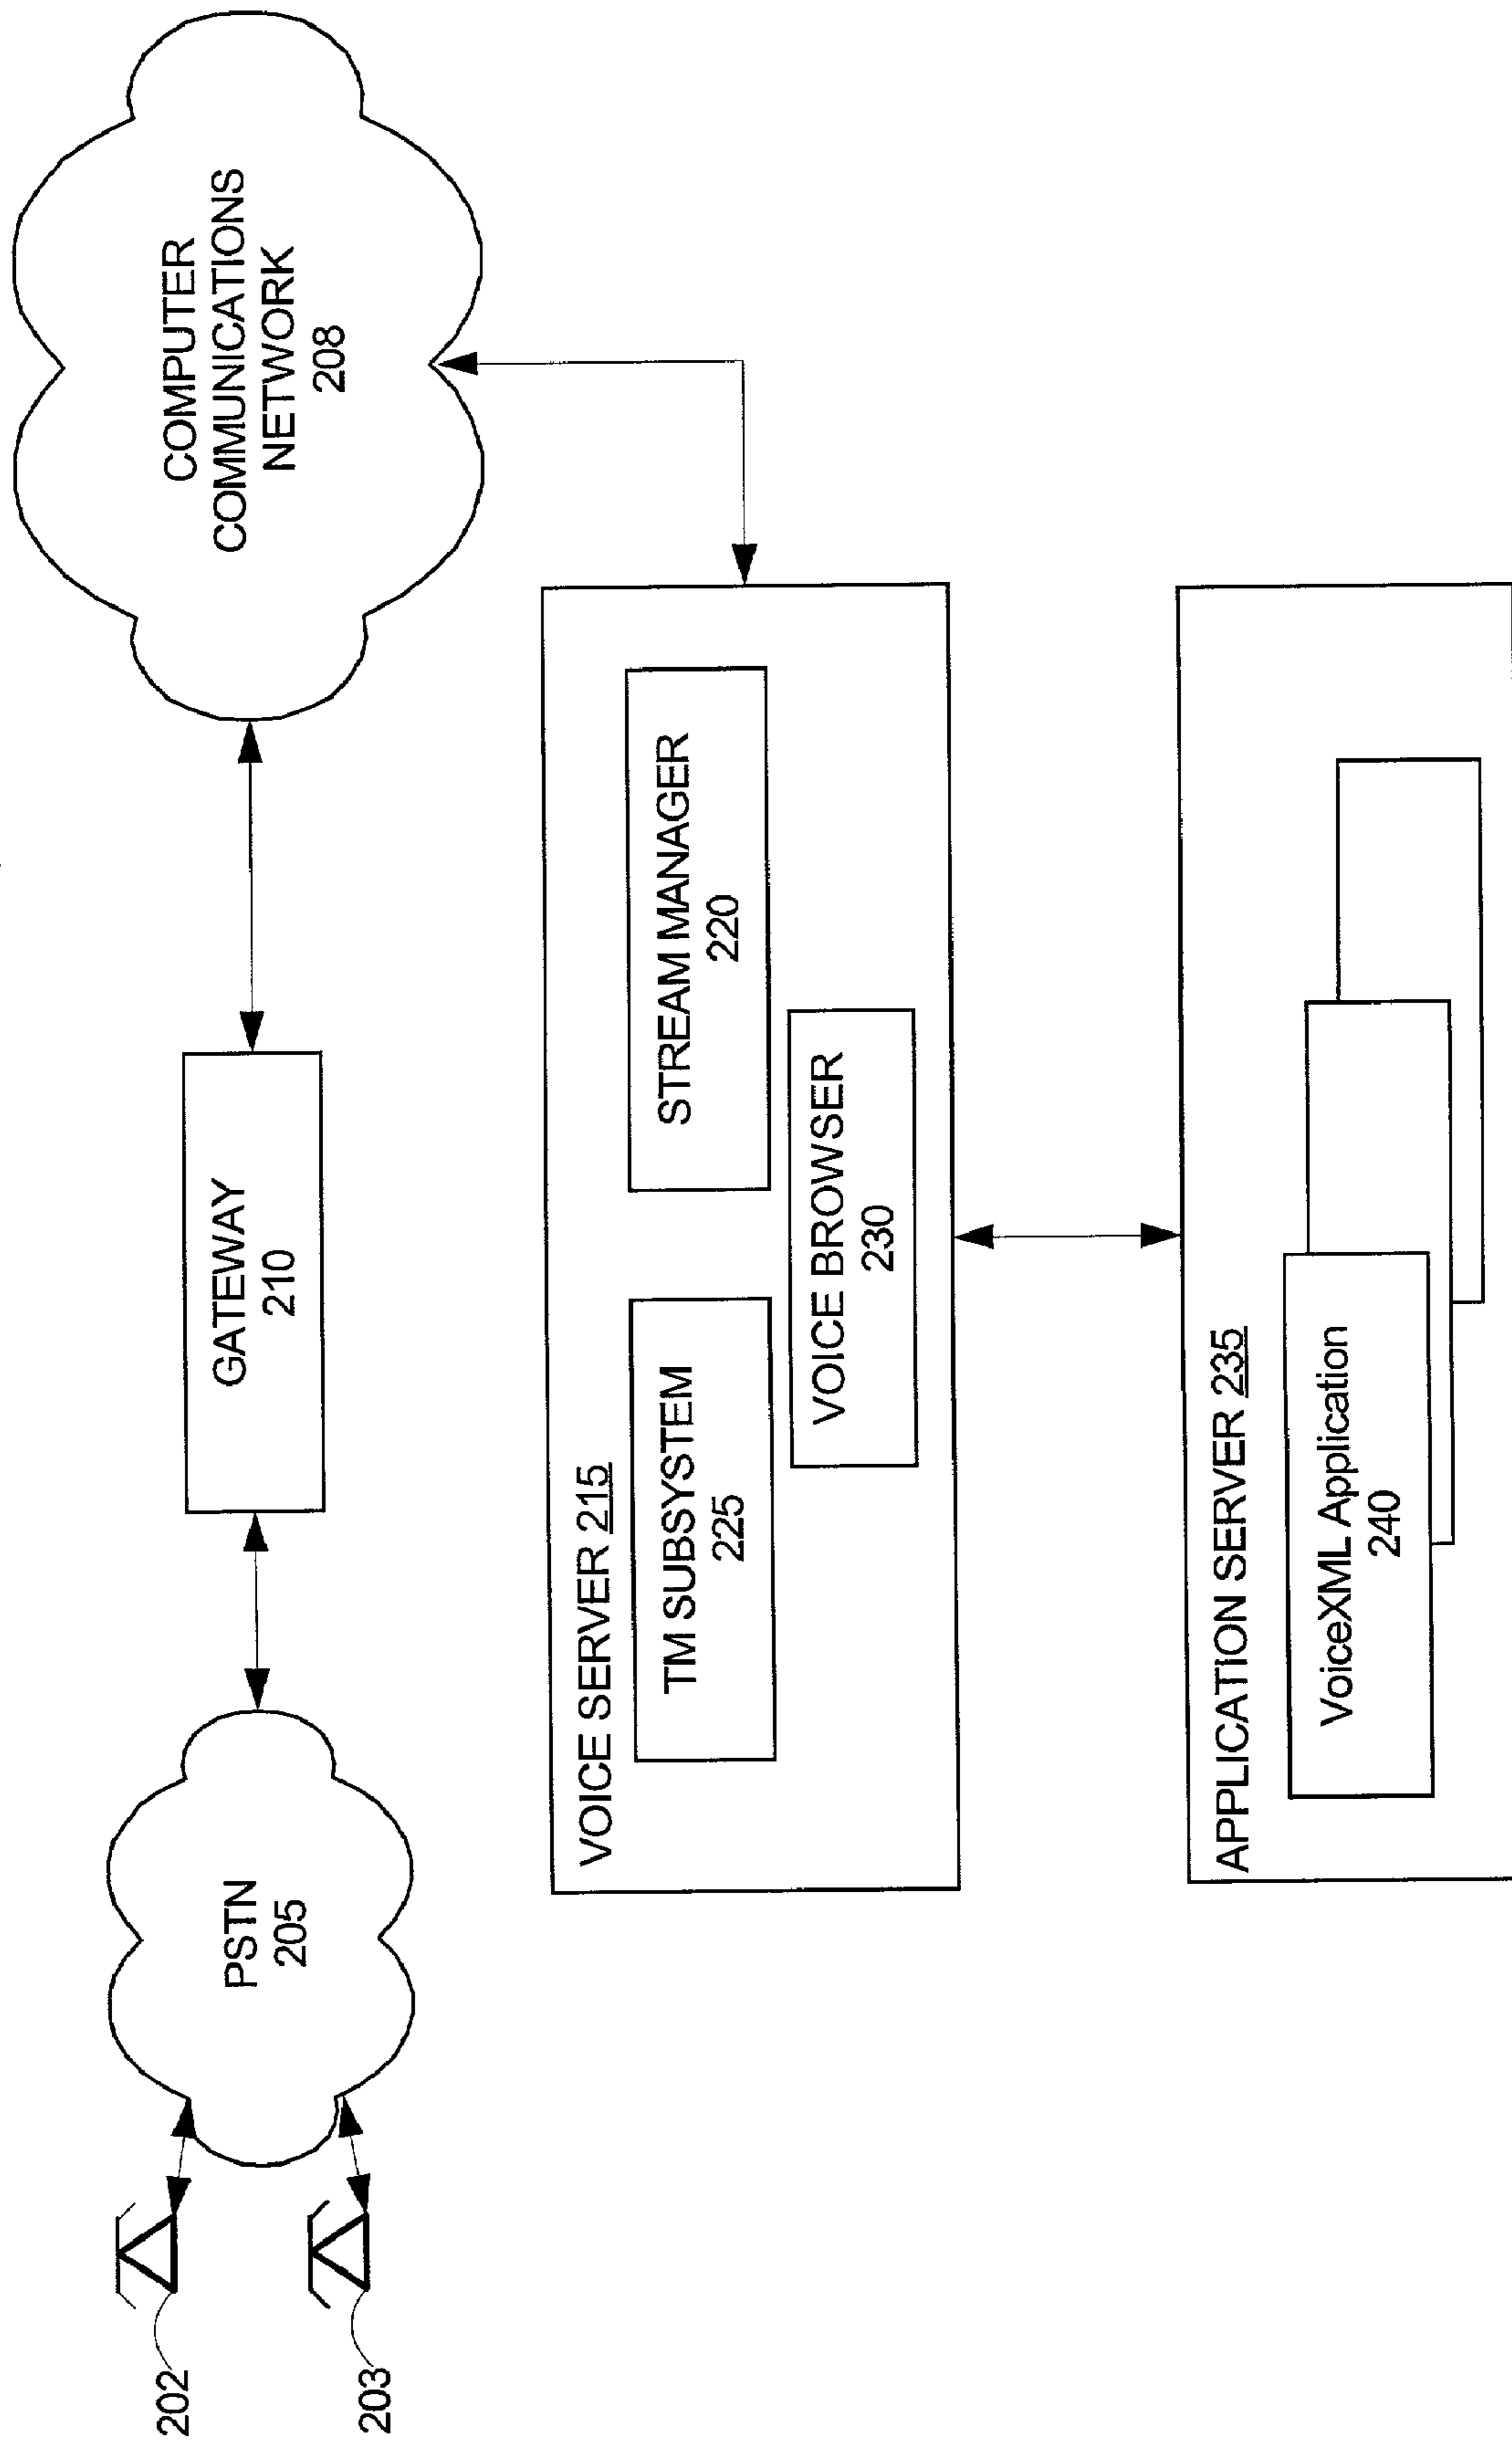 202
203
PSTN
205
GATEWAY
210
COMPUTER
COMMUNICATIONS
NETWORK
208
VOICE SERVER 215
TM SUBSYSTEM
225
STREAM MANAGER
220
VOICE BROWSER
230
APPLICATION SERVER 235
VoiceXML Application
240